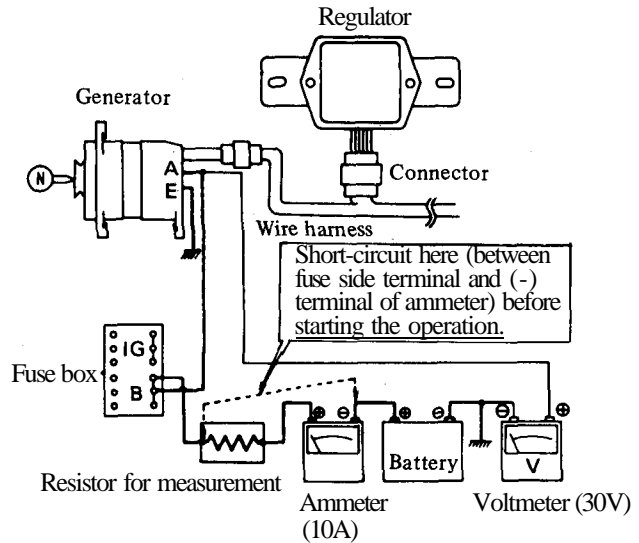 Regulator
Generator
N
A
E
Connector
Wire harness
Short-circuit here (between
fuse side terminal and (-)
terminal of ammeter) before
starting the operation.
IG
B
Fuse box
⊕ ⊖ ⊕ ⊖ ⊖ ⊕
Battery
V
Resistor for measurement
Ammeter
(10A)
Voltmeter (30V)